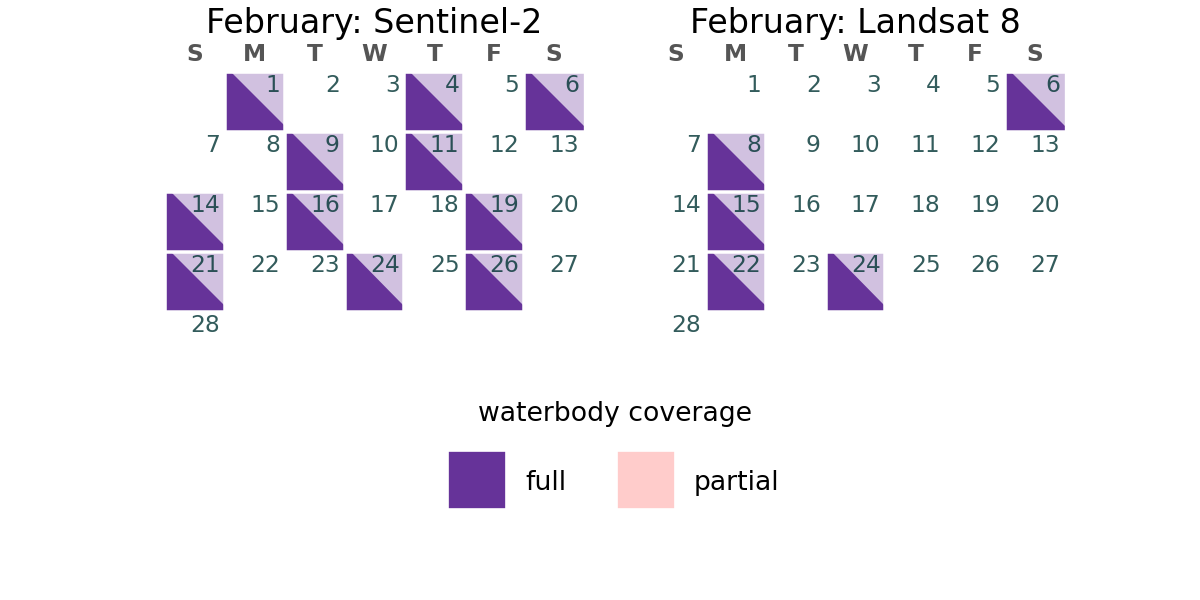 February: Sentinel-2
S M T W T F S
1 2 3 4 5 6
7 8 9 10 11 12 13
14 15 16 17 18 19 20
21 22 23 24 25 26 27
28
February: Landsat 8
S M T W T F S
1 2 3 4 5 6
7 8 9 10 11 12 13
14 15 16 17 18 19 20
21 22 23 24 25 26 27
28
waterbody coverage
full partial